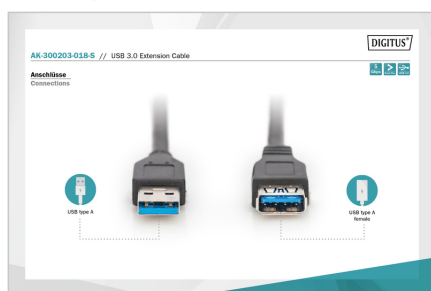 DIGITUS®
AK-300203-018-S // USB 3.0 Extension Cable
Anschlüsse
Connections
USB type A
USB type A
female